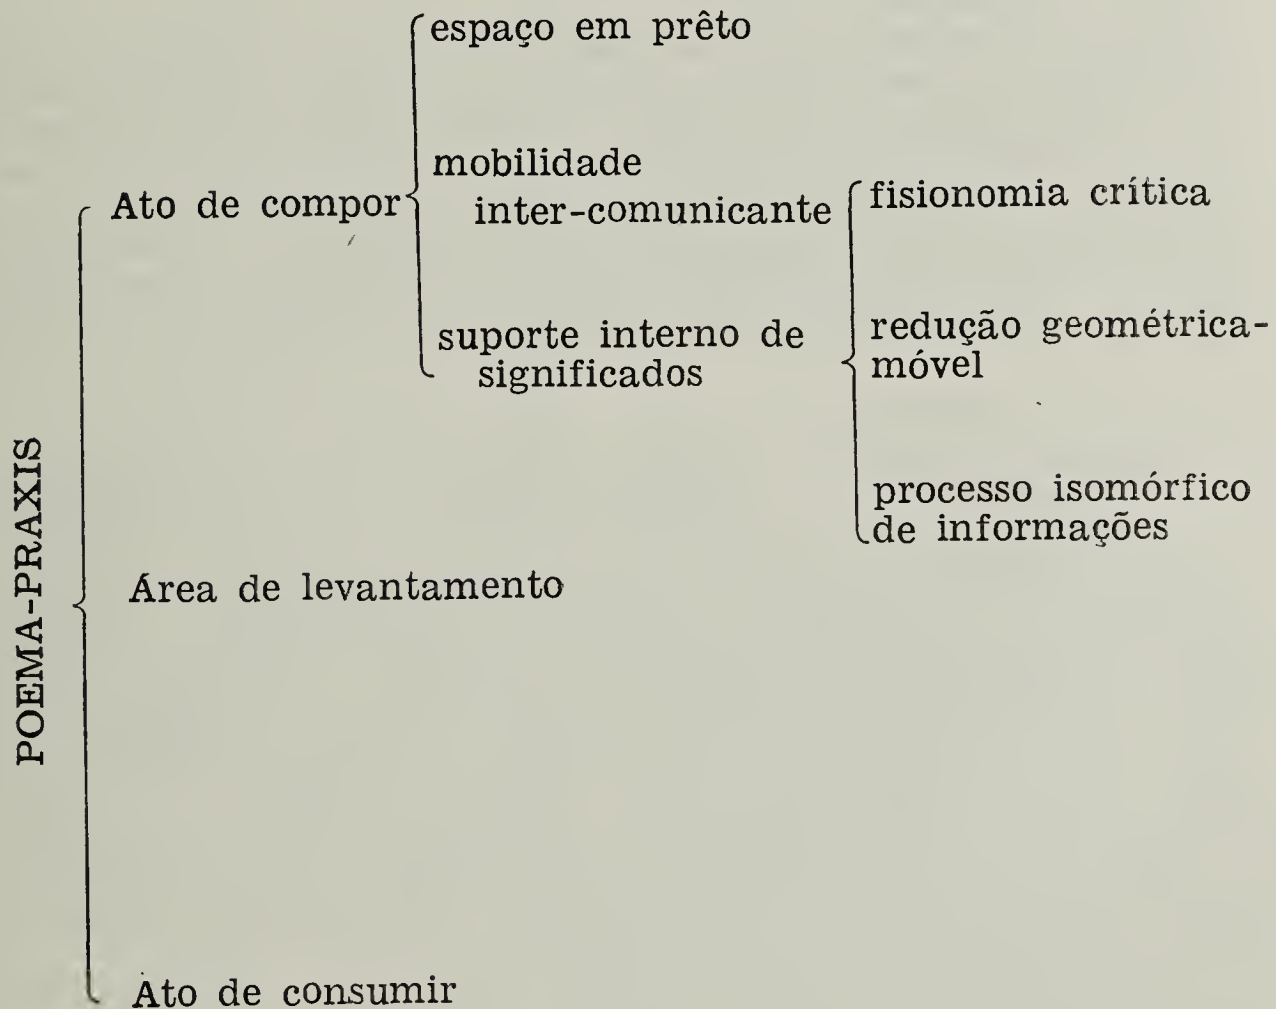 POEMA-PRAXIS
Ato de compor
espaço em prêto
mobilidade
inter-comunicante
suporte interno de
significados
fisionomia crítica
redução geométrica-
móvel
processo isomórfico
de informações
Área de levantamento
Ato de consumir